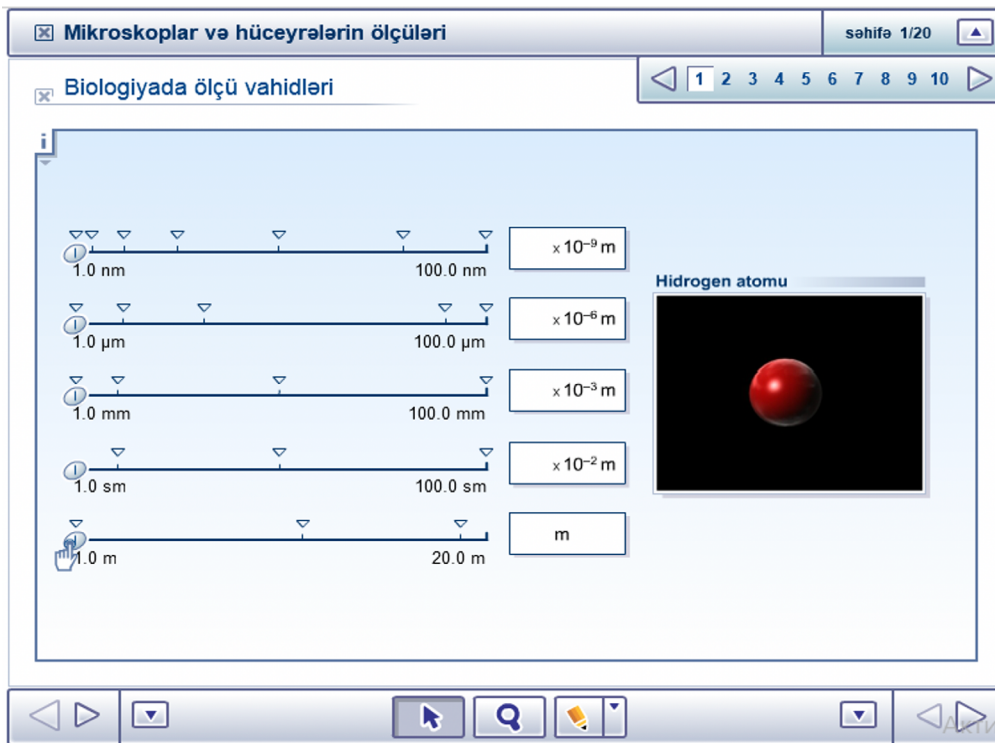 Mikroskoplar və hüceyrələrin ölçüləri
səhifə 1/20
Biologiyada ölçü vahidləri
1 2 3 4 5 6 7 8 9 10
i
1.0 nm 100.0 nm x 10⁻⁹ m
Hidrogen atomu
1.0 µm 100.0 µm x 10⁻⁶ m
1.0 mm 100.0 mm x 10⁻³ m
1.0 sm 100.0 sm x 10⁻² m
1.0 m 20.0 m m